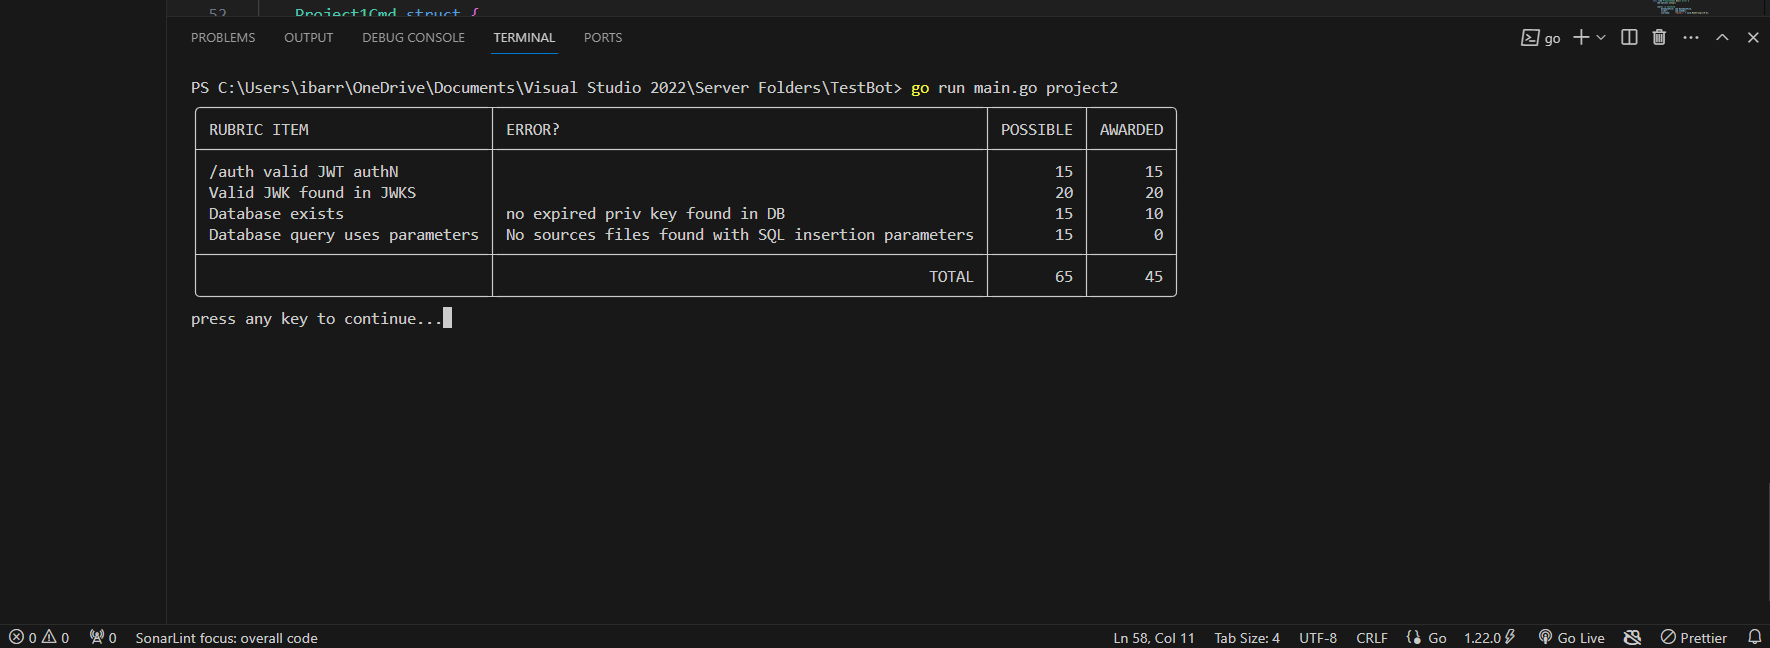 52 Project1Cmd struct {
PROBLEMS OUTPUT DEBUG CONSOLE TERMINAL PORTS go
PS C:\Users\ibarr\OneDrive\Documents\Visual Studio 2022\Server Folders\TestBot> go run main.go project2
RUBRIC ITEM ERROR? POSSIBLE AWARDED
/auth valid JWT authN 15 15
Valid JWK found in JWKS 20 20
Database exists no expired priv key found in DB 15 10
Database query uses parameters No sources files found with SQL insertion parameters 15 0
TOTAL 65 45
press any key to continue...
0 0 0 SonarLint focus: overall code Ln 58, Col 11 Tab Size: 4 UTF-8 CRLF Go 1.22.0 Go Live Prettier